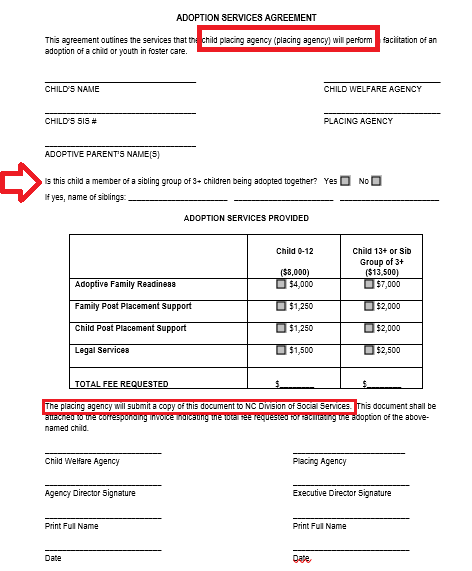 ADOPTION SERVICES AGREEMENT
This agreement outlines the services that the child placing agency (placing agency) will perform facilitation of an
adoption of a child or youth in foster care.
CHILD'S NAME CHILD WELFARE AGENCY
CHILD'S SIS # PLACING AGENCY
ADOPTIVE PARENT'S NAME(S)
Is this child a member of a sibling group of 3+ children being adopted together? Yes No
If yes, name of siblings:
ADOPTION SERVICES PROVIDED
Child 0-12
($8,000)
Child 13+ or Sib
Group of 3+
($13,500)
Adoptive Family Readiness $4,000 $7,000
Family Post Placement Support $1,250 $2,000
Child Post Placement Support $1,250 $2,000
Legal Services $1,500 $2,500
TOTAL FEE REQUESTED $________ $________
The placing agency will submit a copy of this document to NC Division of Social Services. This document shall be
attached to the corresponding invoice indicating the total fee requested for facilitating the adoption of the above-
named child.
Child Welfare Agency Placing Agency
Agency Director Signature Executive Director Signature
Print Full Name Print Full Name
Date Date